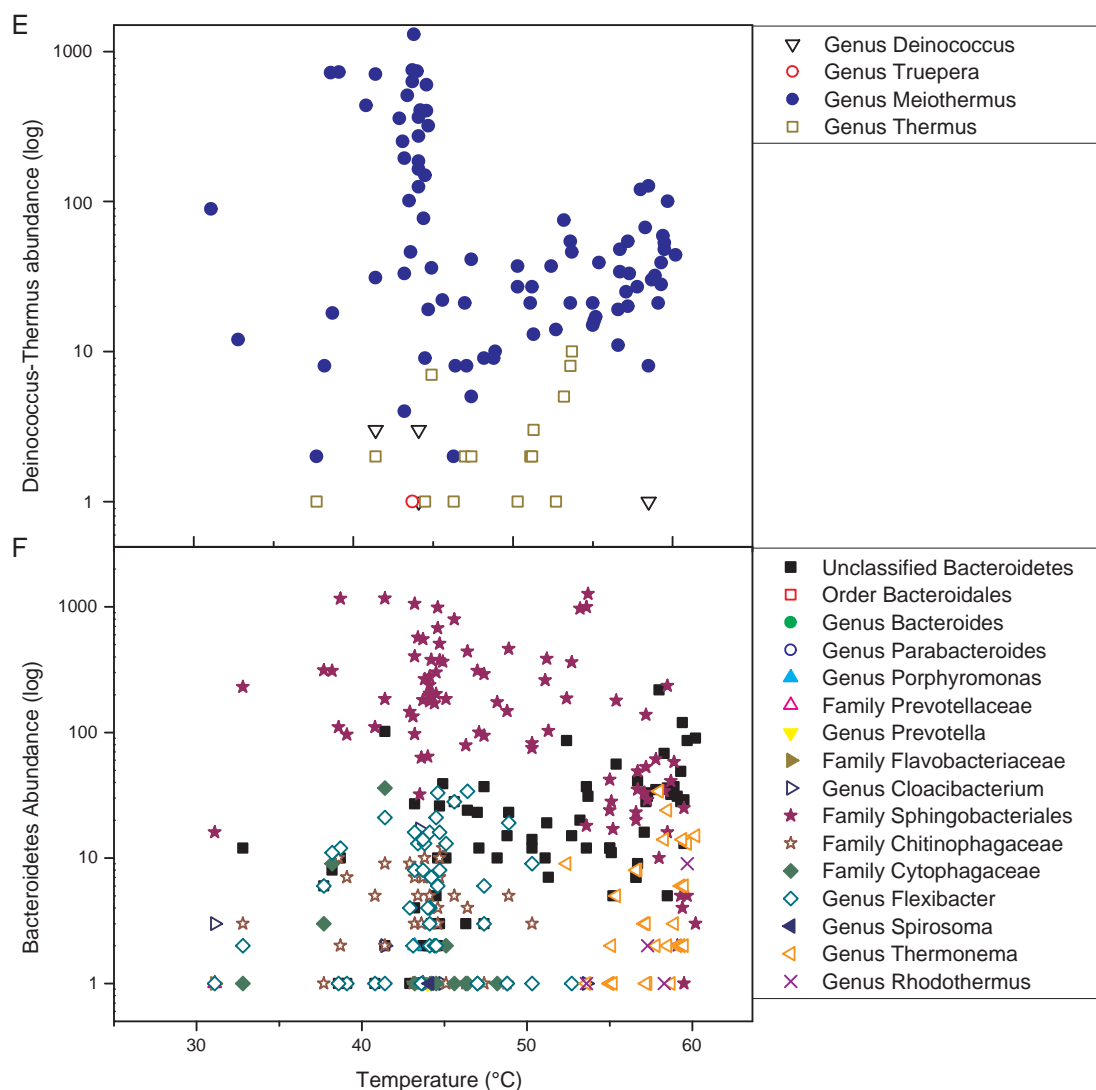 E
1000
100
10
1
Deinococcus-Thermus abundance (log)
Genus Deinococcus
Genus Truepera
Genus Meiothermus
Genus Thermus
F
1000
100
10
1
Bacteroidetes Abundance (log)
30
40
50
60
Temperature (°C)
Unclassified Bacteroidetes
Order Bacteroidales
Genus Bacteroides
Genus Parabacteroides
Genus Porphyromonas
Family Prevotellaceae
Genus Prevotella
Family Flavobacteriaceae
Genus Cloacibacterium
Family Sphingobacteriales
Family Chitinophagaceae
Family Cytophagaceae
Genus Flexibacter
Genus Spirosoma
Genus Thermonema
Genus Rhodothermus